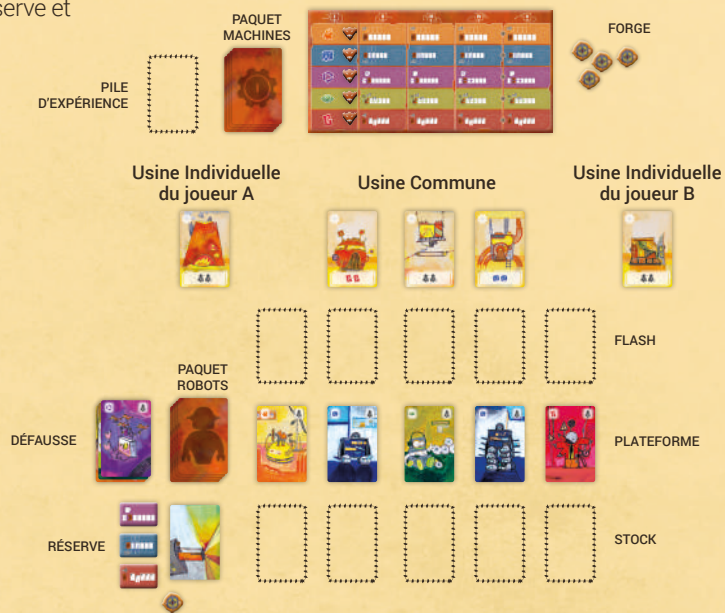 serve et
PAQUET
MACHINES
FORGE
PILE
D'EXPÉRIENCE
Usine Individuelle
du joueur A
Usine Commune
Usine Individuelle
du joueur B
FLASH
PAQUET
ROBOTS
DÉFAUSSE
PLATEFORME
RÉSERVE
STOCK